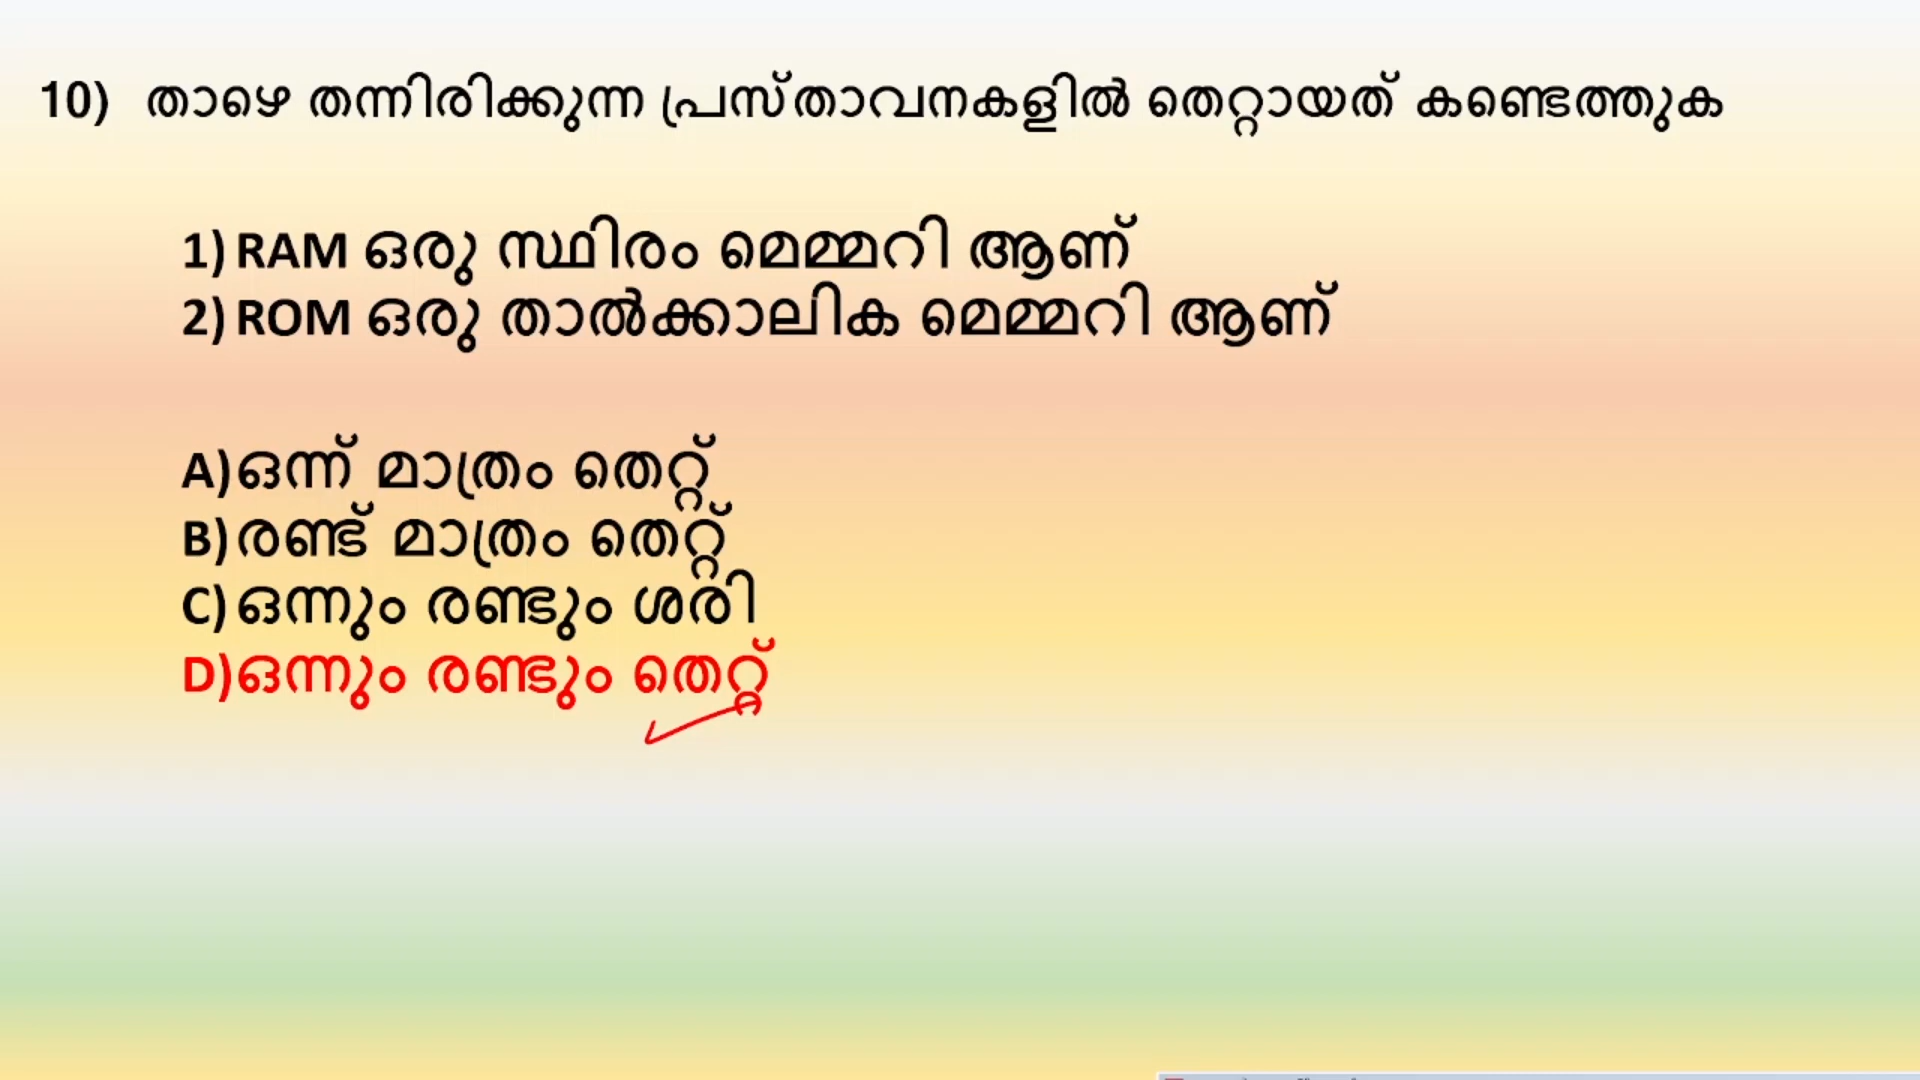 10) താഴെ തന്നിരിക്കുന്ന പ്രസ്താവനകളിൽ തെറ്റായത് കണ്ടെത്തുക
1) RAM ഒരു സ്ഥിരം മെമ്മറി ആണ്
2) ROM ഒരു താൽക്കാലിക മെമ്മറി ആണ്
A) ഒന്ന് മാത്രം തെറ്റ്
B) രണ്ട് മാത്രം തെറ്റ്
C) ഒന്നും രണ്ടും ശരി
D) ഒന്നും രണ്ടും തെറ്റ്